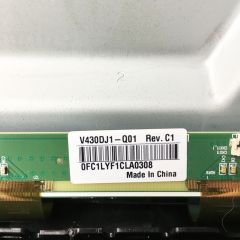 V430DJ1-Q01 Rev. C1
0FC1LYF1CLA0308
Made In China